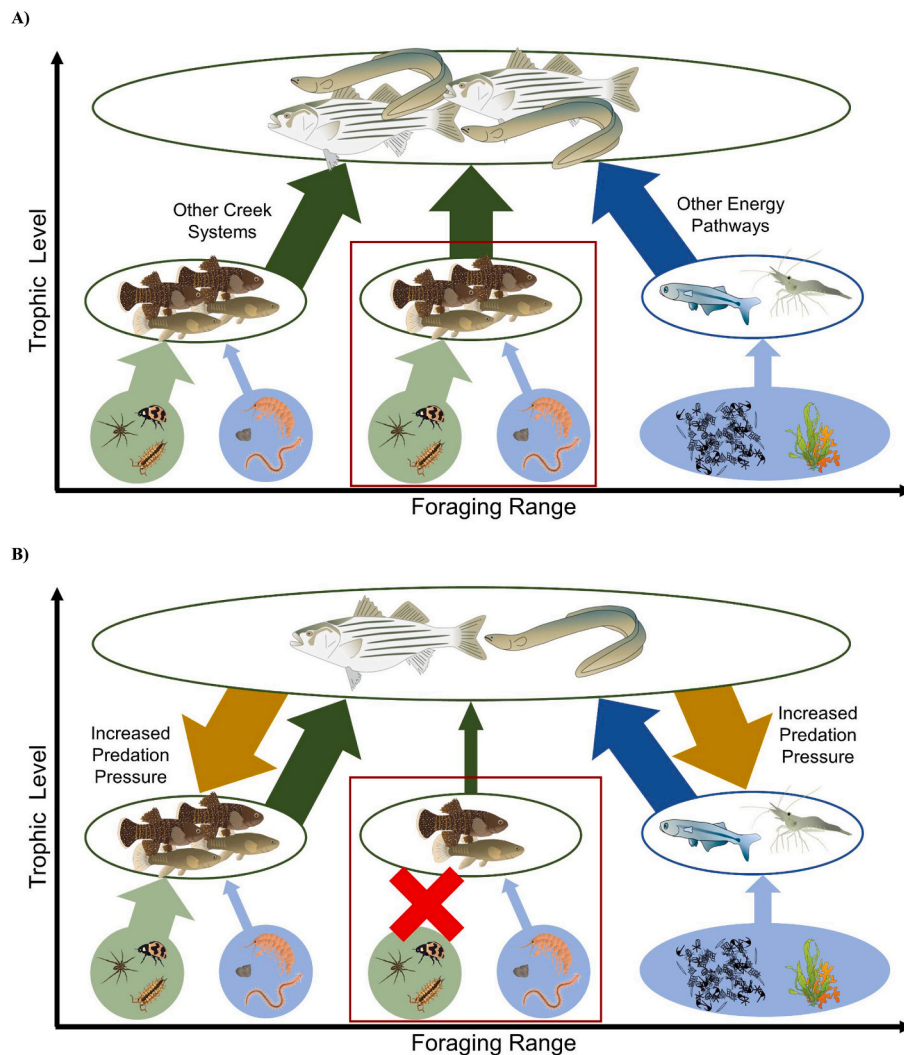 A)
Trophic Level
Other Creek
Systems
Other Energy
Pathways
Foraging Range
B)
Trophic Level
Increased
Predation
Pressure
Increased
Predation
Pressure
Foraging Range